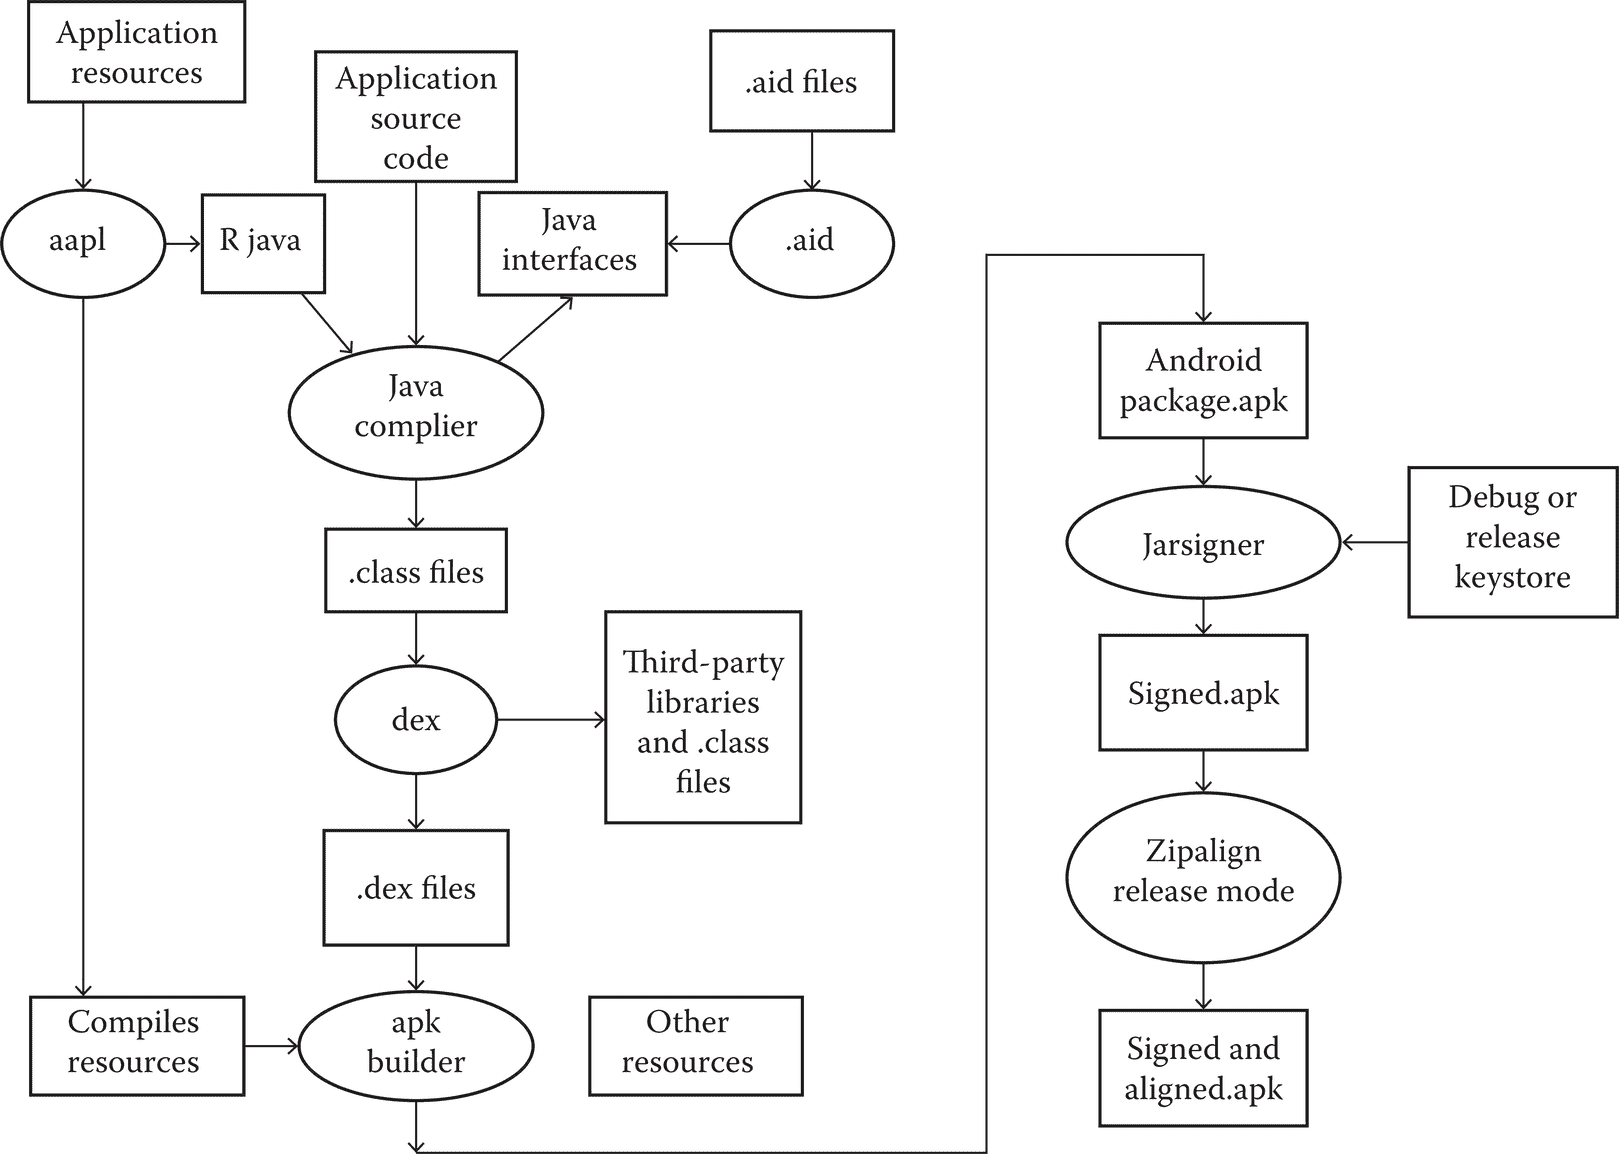 Application
resources
Application
source
code
.aid files
aapl
R java
Java
interfaces
.aid
Java
complier
.class files
dex
Third-party
libraries
and .class
files
.dex files
Compiles
resources
apk
builder
Other
resources
Android
package.apk
Jarsigner
Debug or
release
keystore
Signed.apk
Zipalign
release mode
Signed and
aligned.apk